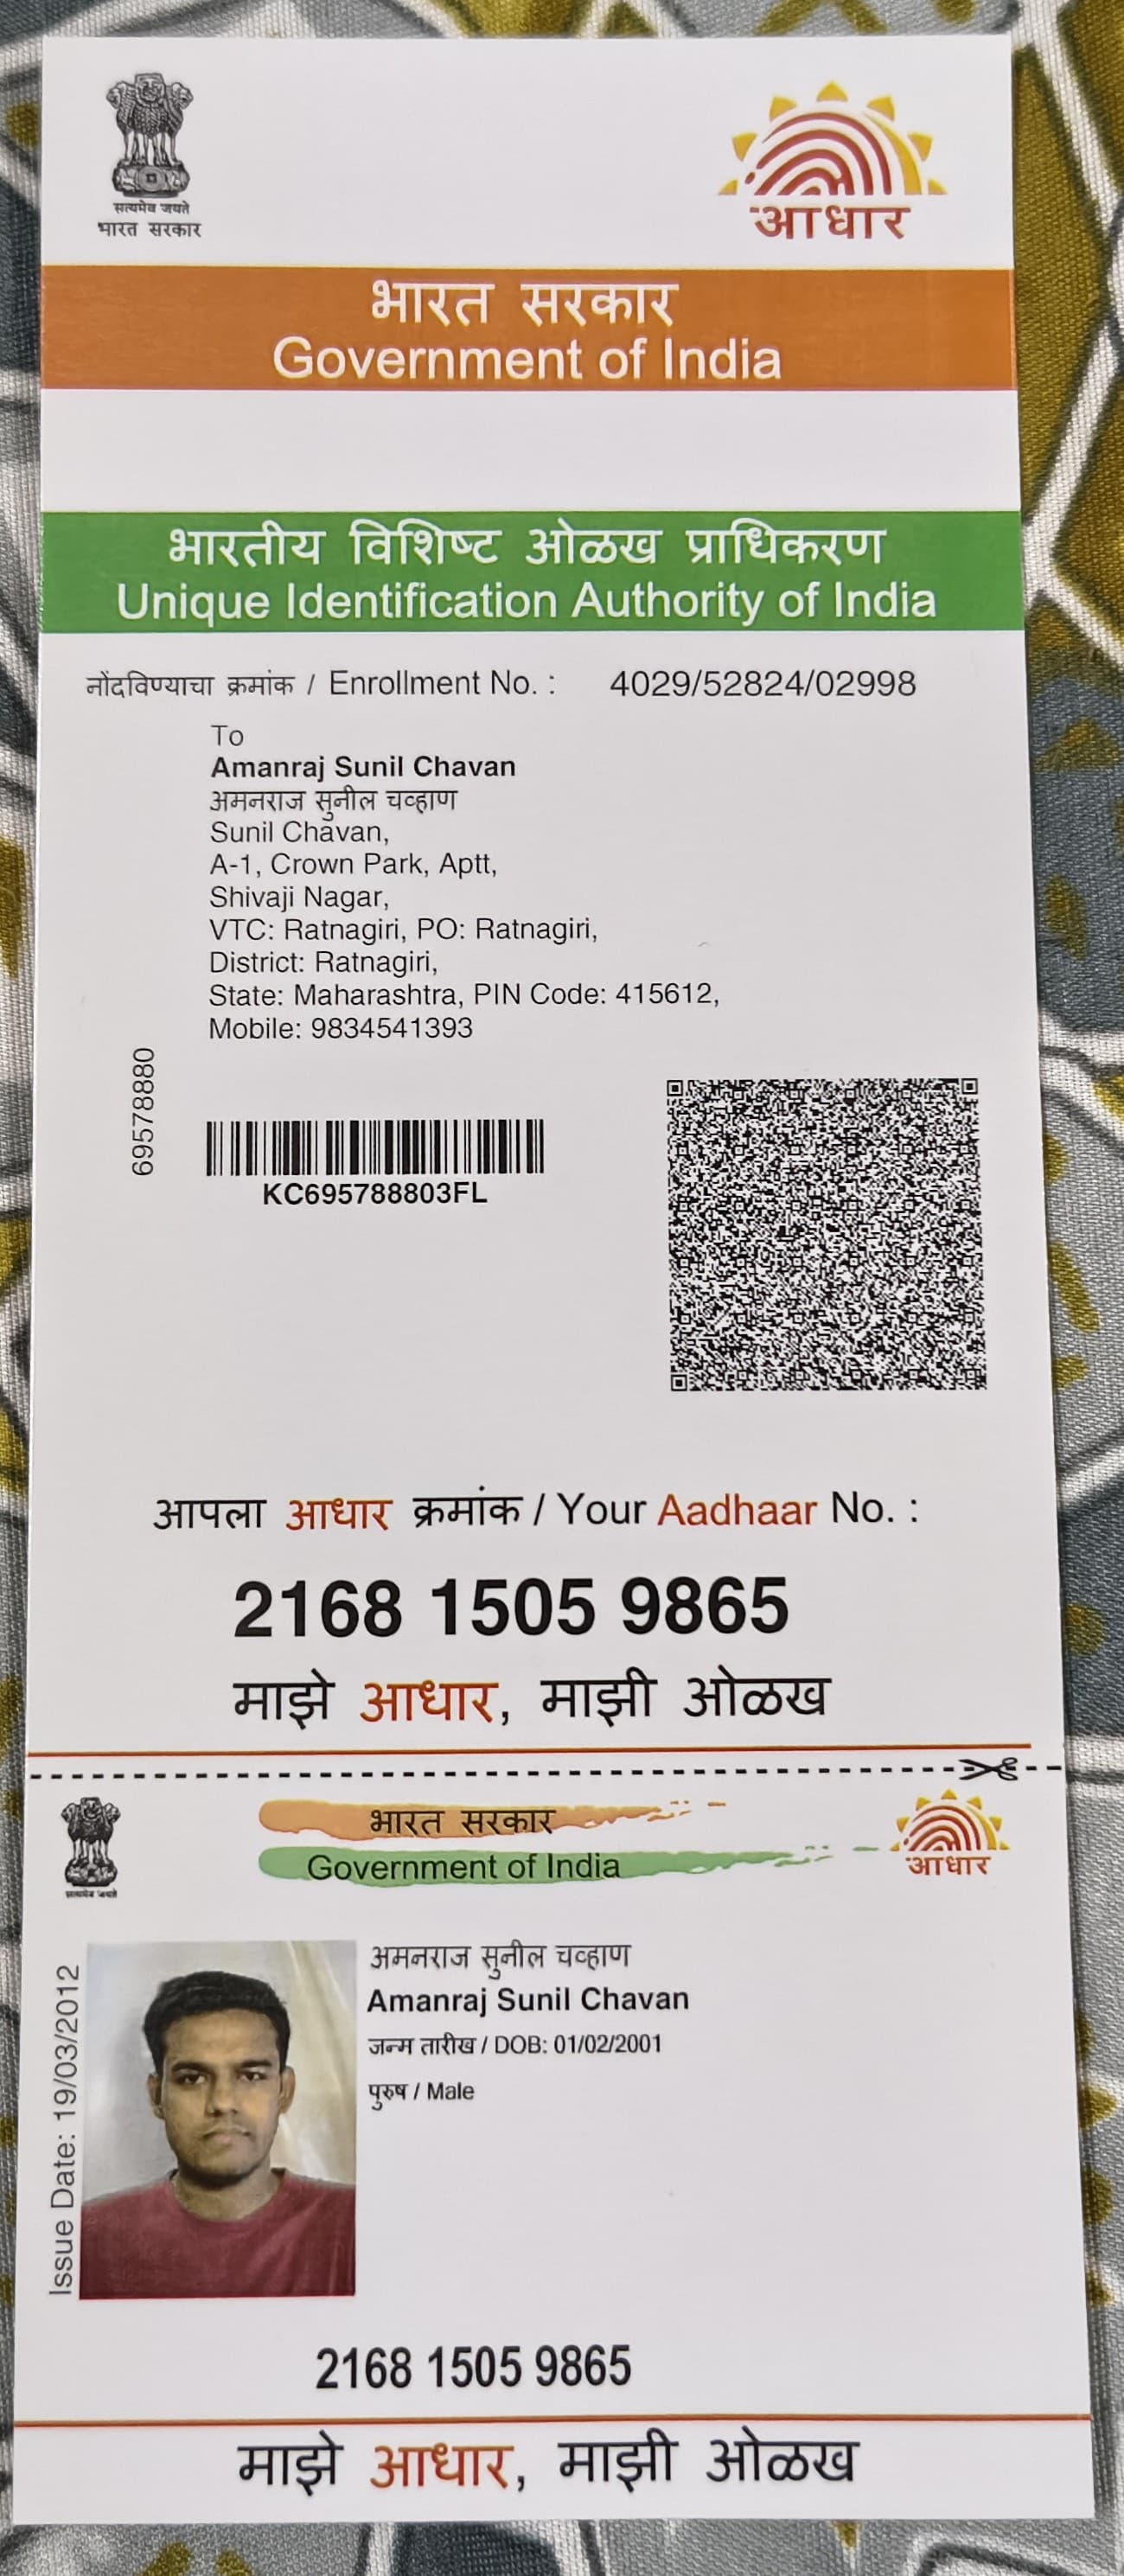 सत्यमेव जयते
भारत सरकार
आधार
भारत सरकार
Government of India
भारतीय विशिष्ट ओळख प्राधिकरण
Unique Identification Authority of India
नोंदविण्याचा क्रमांक / Enrollment No. : 4029/52824/02998
To
Amanraj Sunil Chavan
अमनराज सुनील चव्हाण
Sunil Chavan,
A-1, Crown Park, Aptt,
Shivaji Nagar,
VTC: Ratnagiri, PO: Ratnagiri,
District: Ratnagiri,
State: Maharashtra, PIN Code: 415612,
Mobile: 9834541393
69578880
KC695788803FL
आपला आधार क्रमांक / Your Aadhaar No. :
2168 1505 9865
माझे आधार, माझी ओळख
भारत सरकार
Government of India
सत्यमेव जयते
आधार
Issue Date: 19/03/2012
अमनराज सुनील चव्हाण
Amanraj Sunil Chavan
जन्म तारीख / DOB: 01/02/2001
पुरुष / Male
2168 1505 9865
माझे आधार, माझी ओळख